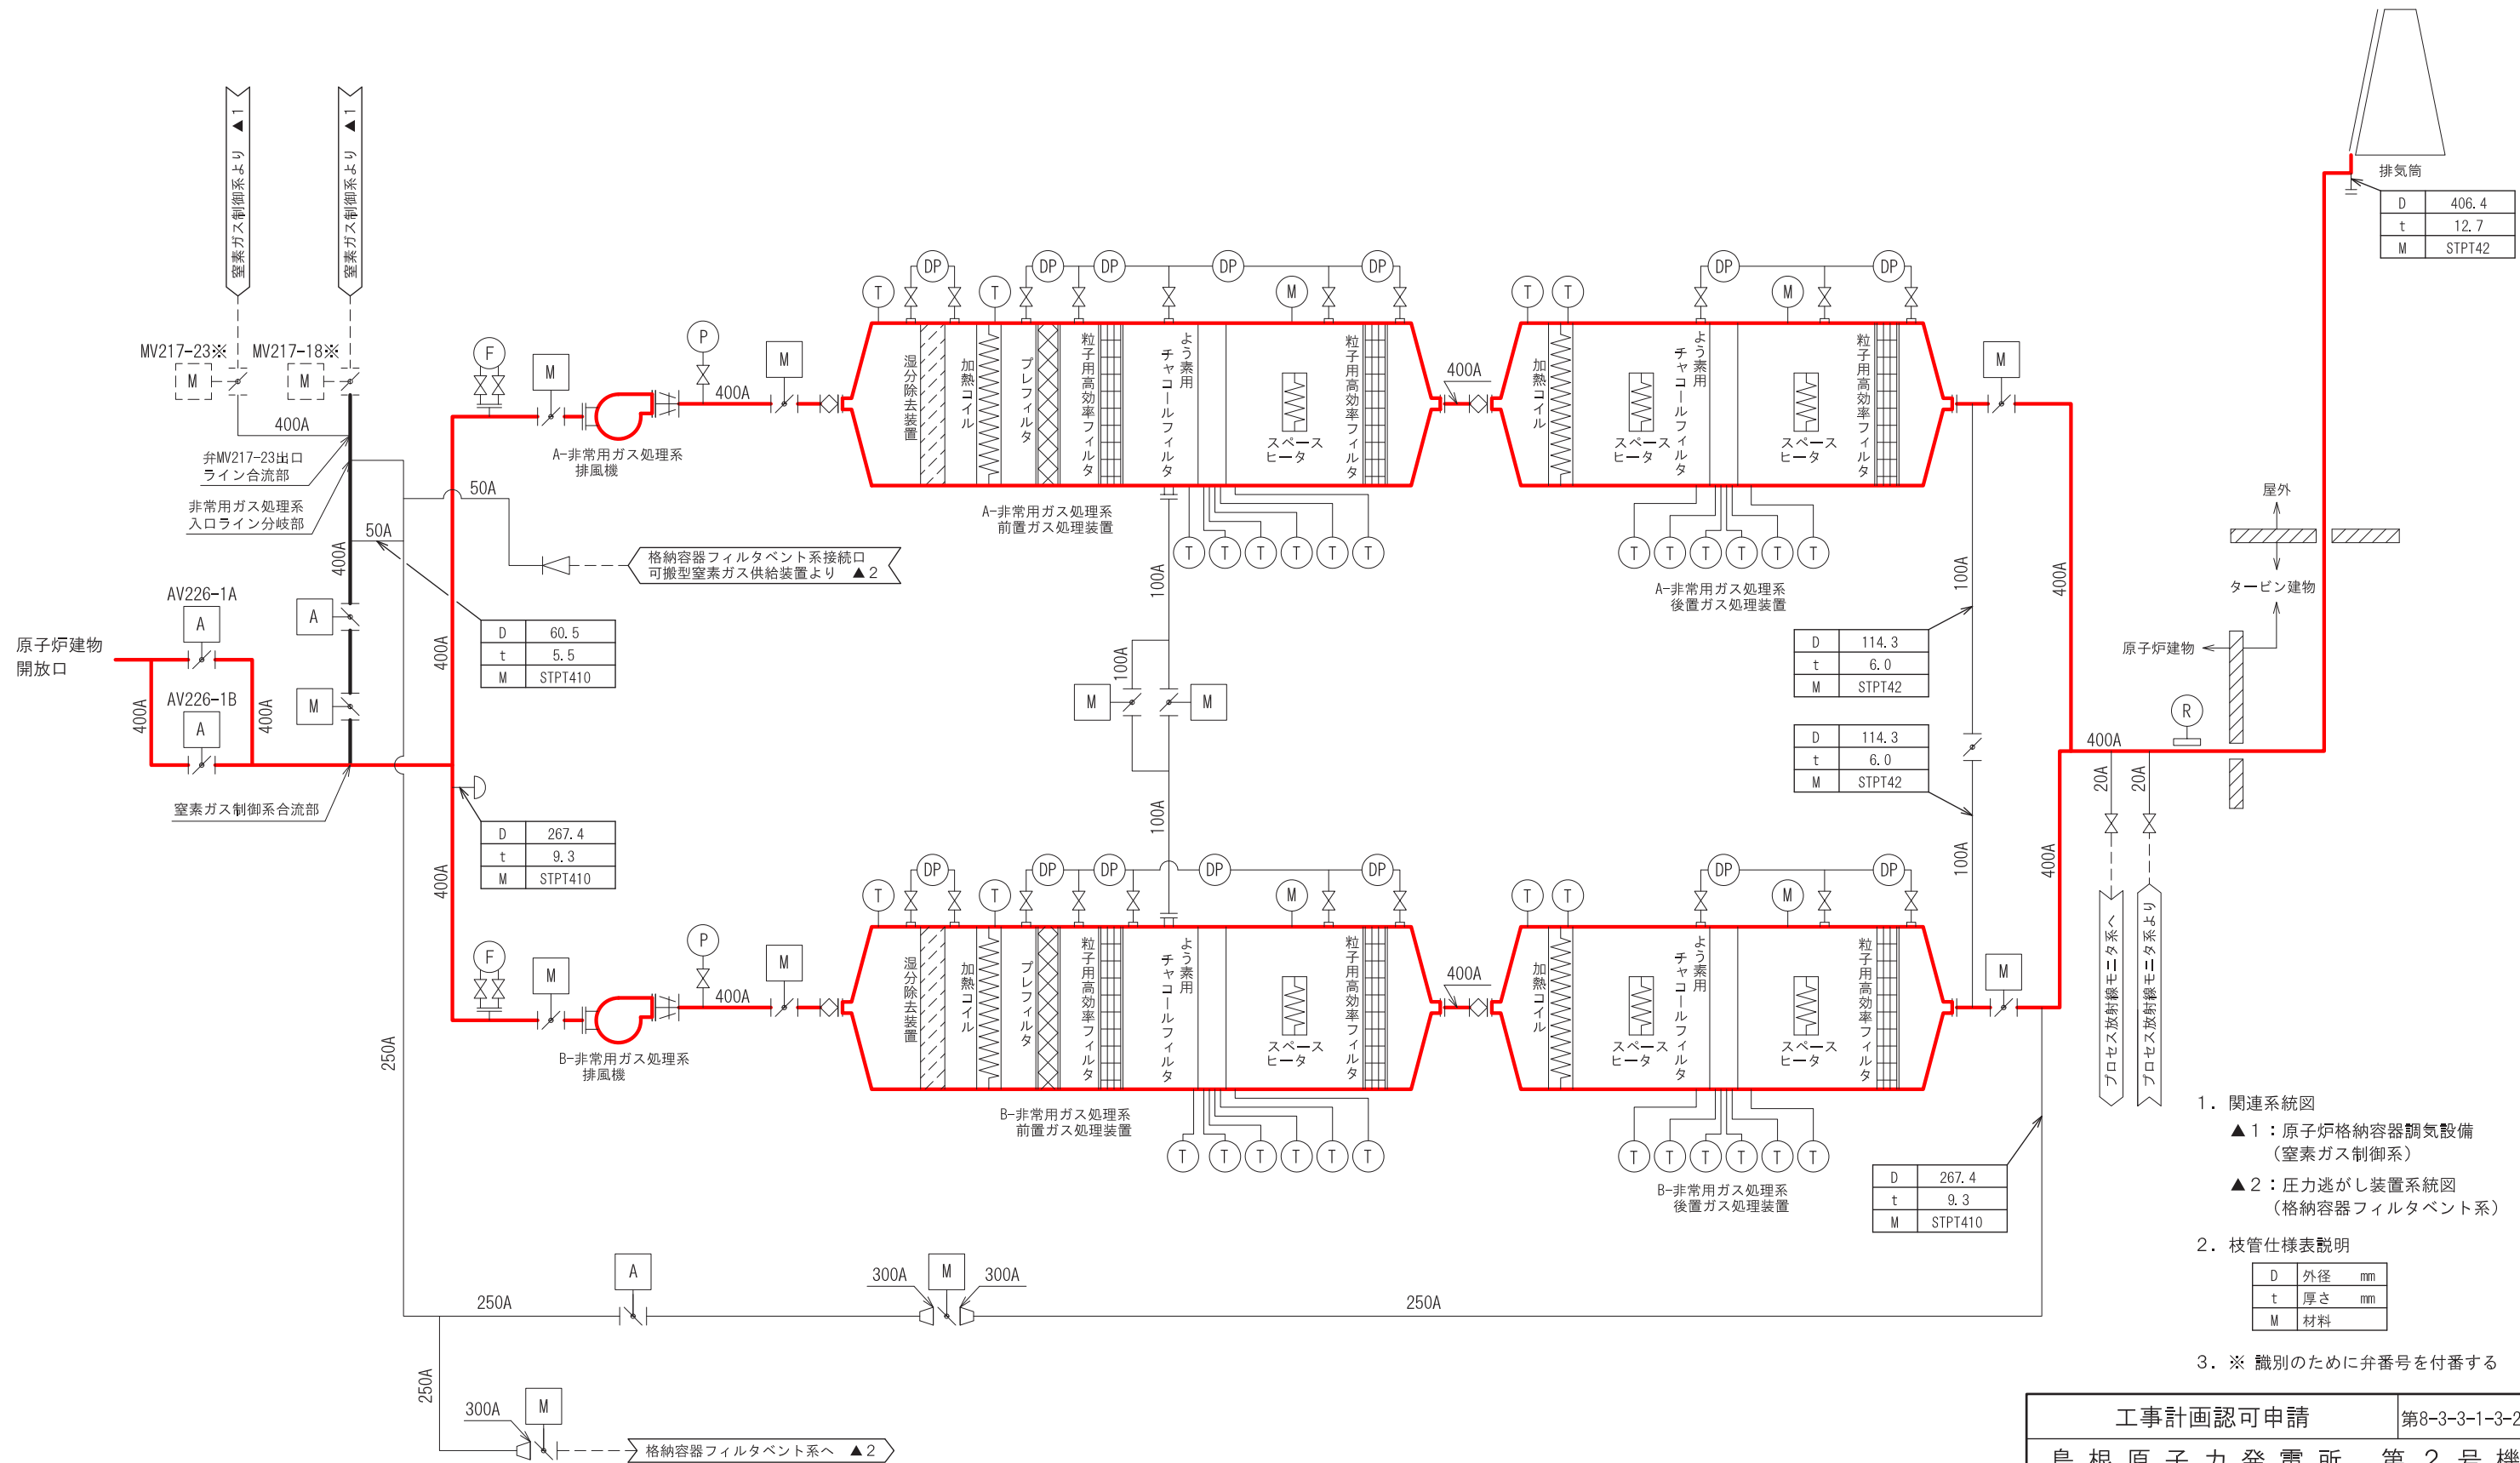 窒素ガス制御系より ▲1
窒素ガス制御系より ▲1
MV217-23※
MV217-18※
M
M
400A
弁MV217-23出口
ライン合流部
非常用ガス処理系
入口ライン分岐部
50A
50A
400A
格納容器フィルタベント系接続口
可搬型窒素ガス供給装置より ▲2
AV226-1A
A
A
原子炉建物
開放口
AV226-1B
A
M
400A
400A
400A
窒素ガス制御系合流部
D 60.5
t 5.5
M STPT410
D 267.4
t 9.3
M STPT410
400A
F
M
A-非常用ガス処理系
排風機
P
400A
M
T
DP
T
DP
DP
DP
M
DP
湿分除去装置
加熱コイル
プレフィルタ
粒子用高効率フィルタ
よう素用
チャコールフィルタ
スペース
ヒータ
粒子用高効率フィルタ
A-非常用ガス処理系
前置ガス処理装置
T
T
T
T
T
T
400A
T
T
DP
M
DP
加熱コイル
スペース
ヒータ
よう素用
チャコールフィルタ
スペース
ヒータ
粒子用高効率フィルタ
T
T
T
T
T
T
A-非常用ガス処理系
後置ガス処理装置
M
100A
100A
M
M
100A
100A
D 114.3
t 6.0
M STPT42
D 114.3
t 6.0
M STPT42
100A
400A
400A
排気筒
D 406.4
t 12.7
M STPT42
屋外
タービン建物
原子炉建物
R
400A
20A
20A
プロセス放射線モニタ系へ
プロセス放射線モニタ系より
F
M
B-非常用ガス処理系
排風機
P
400A
M
T
DP
T
DP
DP
DP
M
DP
湿分除去装置
加熱コイル
プレフィルタ
粒子用高効率フィルタ
よう素用
チャコールフィルタ
スペース
ヒータ
粒子用高効率フィルタ
B-非常用ガス処理系
前置ガス処理装置
T
T
T
T
T
T
400A
T
T
DP
M
DP
加熱コイル
スペース
ヒータ
よう素用
チャコールフィルタ
スペース
ヒータ
粒子用高効率フィルタ
T
T
T
T
T
T
B-非常用ガス処理系
後置ガス処理装置
M
D 267.4
t 9.3
M STPT410
250A
250A
A
300A
M
300A
250A
250A
300A
M
格納容器フィルタベント系へ ▲2
1. 関連系統図
▲1:原子炉格納容器調気設備
(窒素ガス制御系)
▲2:圧力逃がし装置系統図
(格納容器フィルタベント系)
2. 枝管仕様表説明
D 外径 mm
t 厚さ mm
M 材料
3. ※ 識別のために弁番号を付番する
工事計画認可申請 第8-3-3-1-3-2
島根原子力発電所 第2号機